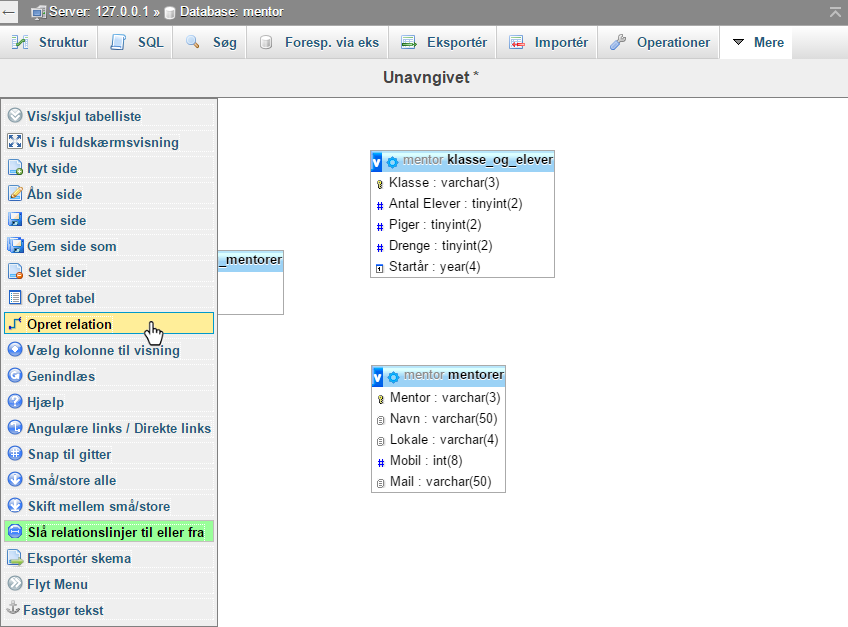 Server: 127.0.0.1 » Database: mentor
Struktur SQL Søg Foresp. via eks Eksportér Importér Operationer Mere
Unavngivet *
Vis/skjul tabelliste
Vis i fuldskærmsvisning
Nyt side
Åbn side
Gem side
Gem side som
Slet sider
Opret tabel
Opret relation
Vælg kolonne til visning
Genindlæs
Hjælp
Angulære links / Direkte links
Snap til gitter
Små/store alle
Skift mellem små/store
Slå relationslinjer til eller fra
Eksportér skema
Flyt Menu
Fastgør tekst
_mentorer
v mentor klasse_og_elever
Klasse : varchar(3)
# Antal Elever : tinyint(2)
# Piger : tinyint(2)
# Drenge : tinyint(2)
Startår : year(4)
v mentor mentorer
Mentor : varchar(3)
Navn : varchar(50)
Lokale : varchar(4)
# Mobil : int(8)
Mail : varchar(50)